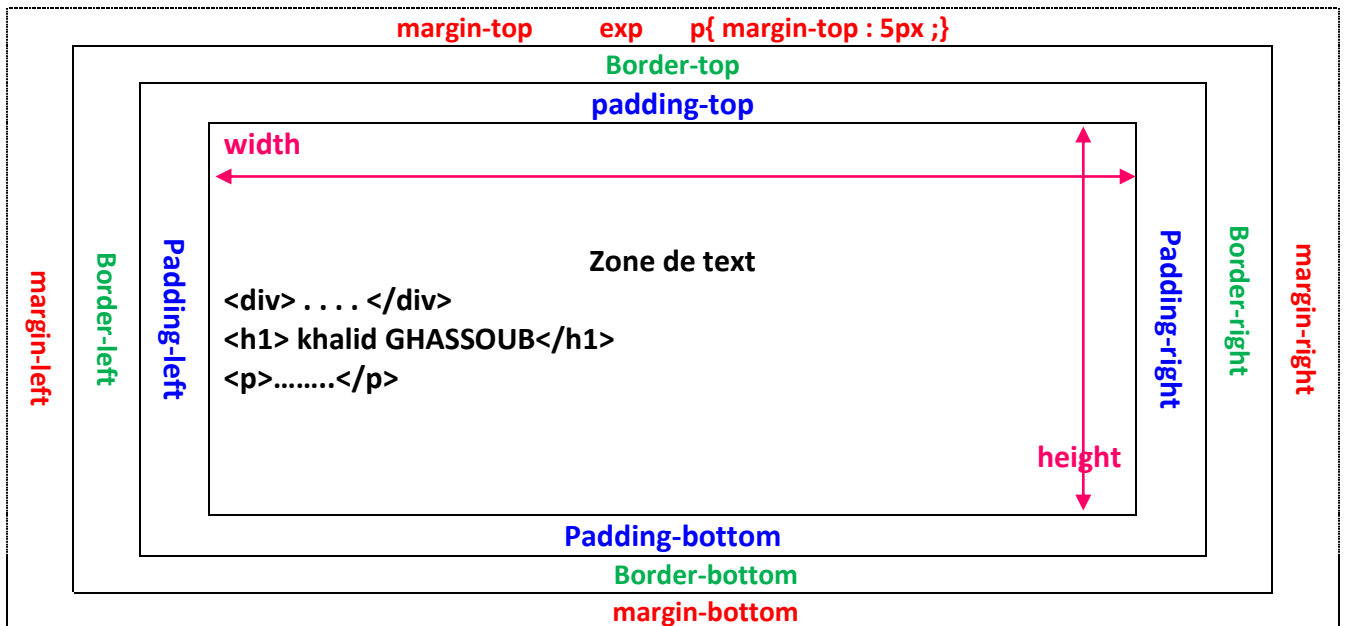 margin-top exp p{ margin-top : 5px ;}
Border-top
padding-top
width
margin-left
Border-left
Padding-left
Zone de text
<div> . . . . </div>
<h1> khalid GHASSOUB</h1>
<p>……..</p>
height
Padding-right
Border-right
margin-right
Padding-bottom
Border-bottom
margin-bottom